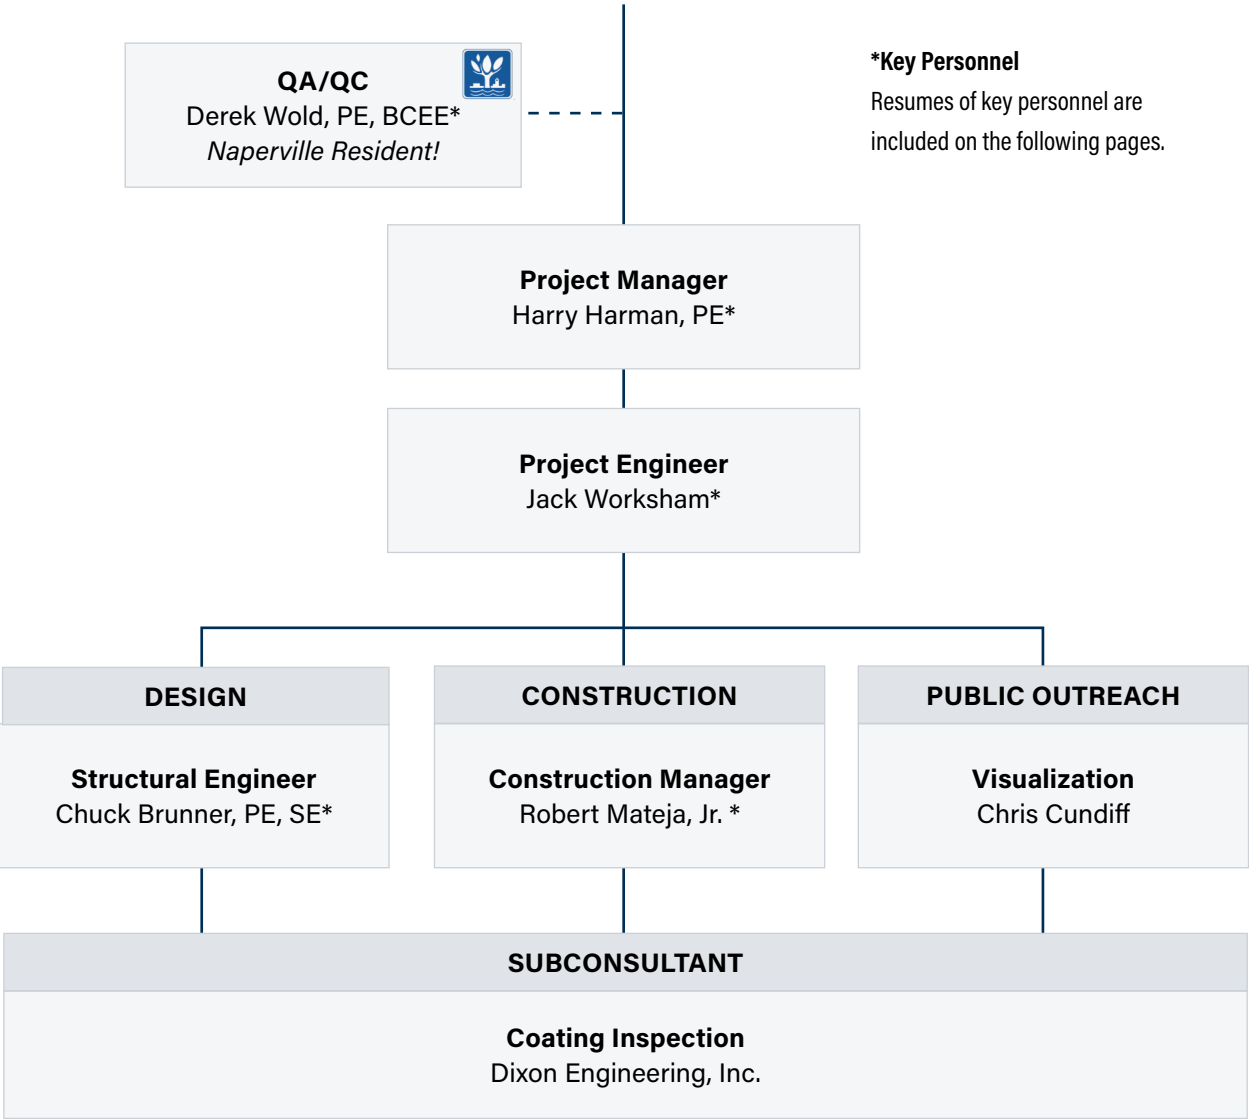 QA/QC
Derek Wold, PE, BCEE*
Naperville Resident!
*Key Personnel
Resumes of key personnel are
included on the following pages.
Project Manager
Harry Harman, PE*
Project Engineer
Jack Worksham*
DESIGN
Structural Engineer
Chuck Brunner, PE, SE*
CONSTRUCTION
Construction Manager
Robert Mateja, Jr. *
PUBLIC OUTREACH
Visualization
Chris Cundiff
SUBCONSULTANT
Coating Inspection
Dixon Engineering, Inc.